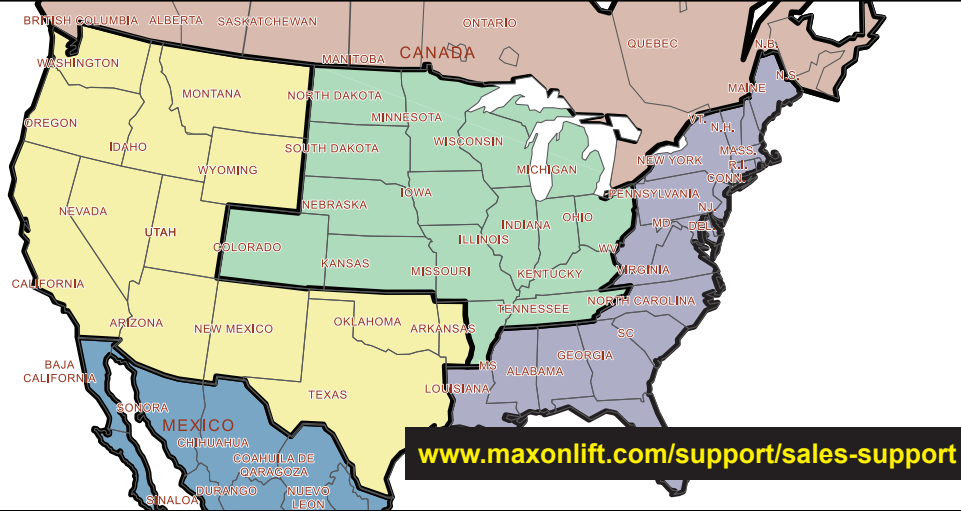 BRITISH COLUMBIA
ALBERTA
SASKATCHEWAN
ONTARIO
QUEBEC
N.B.
MANITOBA
CANADA
WASHINGTON
N.S.
MAINE
MONTANA
NORTH DAKOTA
MINNESOTA
OREGON
VT.
N.H.
IDAHO
SOUTH DAKOTA
WISCONSIN
MASS.
NEW YORK
R.I.
WYOMING
MICHIGAN
CONN.
IOWA
PENNSYLVANIA
NEBRASKA
NJ.
NEVADA
OHIO
INDIANA
MD
DEL.
UTAH
ILLINOIS
COLORADO
WV
KANSAS
MISSOURI
KENTUCKY
VIRGINIA
CALIFORNIA
NORTH CAROLINA
TENNESSEE
ARIZONA
NEW MEXICO
OKLAHOMA
ARKANSAS
SC
GEORGIA
BAJA
CALIFORNIA
MS
ALABAMA
LOUISIANA
TEXAS
SONORA
MEXICO
CHIHUAHUA
COAHUILA DE
QARAGOZA
www.maxonlift.com/support/sales-support
DURANGO
NUEVO
LEON
SINALOA